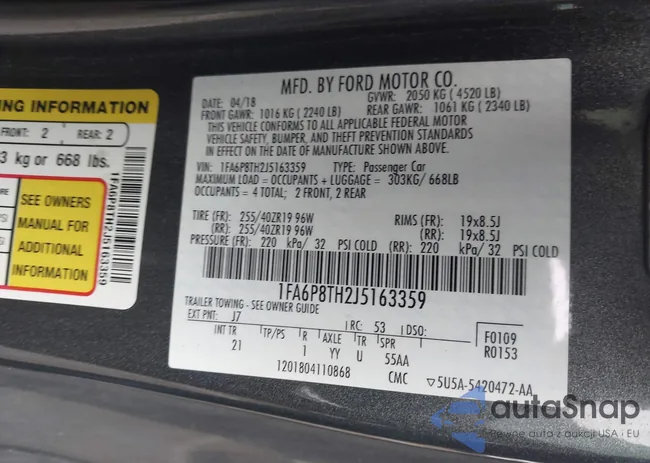 NG INFORMATION
FRONT: 2 REAR: 2
3 kg or 668 lbs.
SEE OWNERS
MANUAL FOR
ADDITIONAL
INFORMATION
1FA6P8TH2J5163359
MFD. BY FORD MOTOR CO.
DATE: 04/18 GVWR: 2050 KG ( 4520 LB)
FRONT GAWR: 1016 KG ( 2240 LB) REAR GAWR: 1061 KG ( 2340 LB)
THIS VEHICLE CONFORMS TO ALL APPLICABLE FEDERAL MOTOR
VEHICLE SAFETY, BUMPER, AND THEFT PREVENTION STANDARDS
IN EFFECT ON THE DATE OF MANUFACTURE SHOWN ABOVE.
VIN: 1FA6P8TH2J5163359 TYPE: Passenger Car
MAXIMUM LOAD = OCCUPANTS + LUGGAGE = 303KG/ 668LB
OCCUPANTS = 4 TOTAL; 2 FRONT, 2 REAR
TIRE (FR): 255/40ZR19 96W RIMS (FR): 19x8.5J
(RR): 255/40ZR19 96W (RR): 19x8.5J
PRESSURE (FR): 220 kPa/ 32 PSI COLD (RR): 220 kPa/ 32 PSI COLD
1FA6P8TH2J5163359
TRAILER TOWING - SEE OWNER GUIDE
EXT PNT: J7 RC: 53 DSO: F0109
INT TR TP/PS R AXLE TR SPR R0153
21 1 YY U 55AA
1201804110868 CMC ▽5U5A-5420472-AA
autoSnap
Pewne auto z aukcji USA i EU